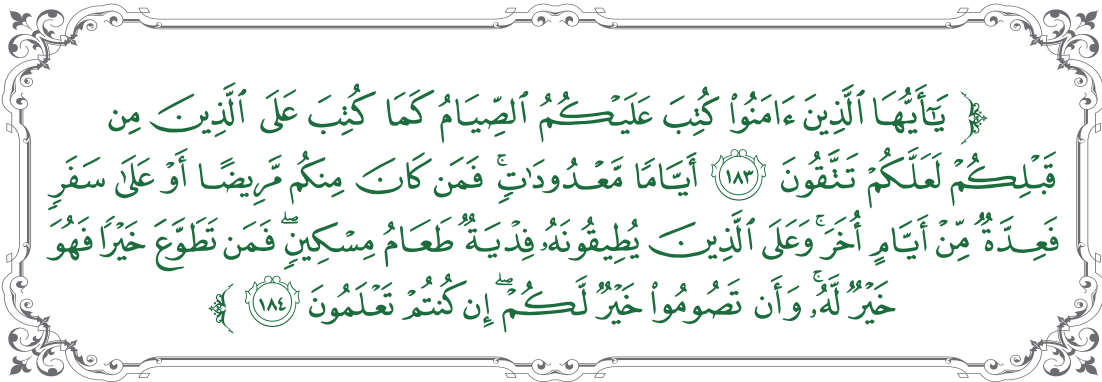 ﴿ يَٰٓأَيُّهَا ٱلَّذِينَ ءَامَنُوا۟ كُتِبَ عَلَيْكُمُ ٱلصِّيَامُ كَمَا كُتِبَ عَلَى ٱلَّذِينَ مِن
قَبْلِكُمْ لَعَلَّكُمْ تَتَّقُونَ ١٨٣ أَيَّامًا مَّعْدُودَٰتٍۚ فَمَن كَانَ مِنكُم مَّرِيضًا أَوْ عَلَىٰ سَفَرٍ
فَعِدَّةٌ مِّنْ أَيَّامٍ أُخَرَۚ وَعَلَى ٱلَّذِينَ يُطِيقُونَهُۥ فِدْيَةٌ طَعَامُ مِسْكِينٍۖ فَمَن تَطَوَّعَ خَيْرًا فَهُوَ
خَيْرٌ لَّهُۥۚ وَأَن تَصُومُوا۟ خَيْرٌ لَّكُمْۖ إِن كُنتُمْ تَعْلَمُونَ ١٨٤ ﴾